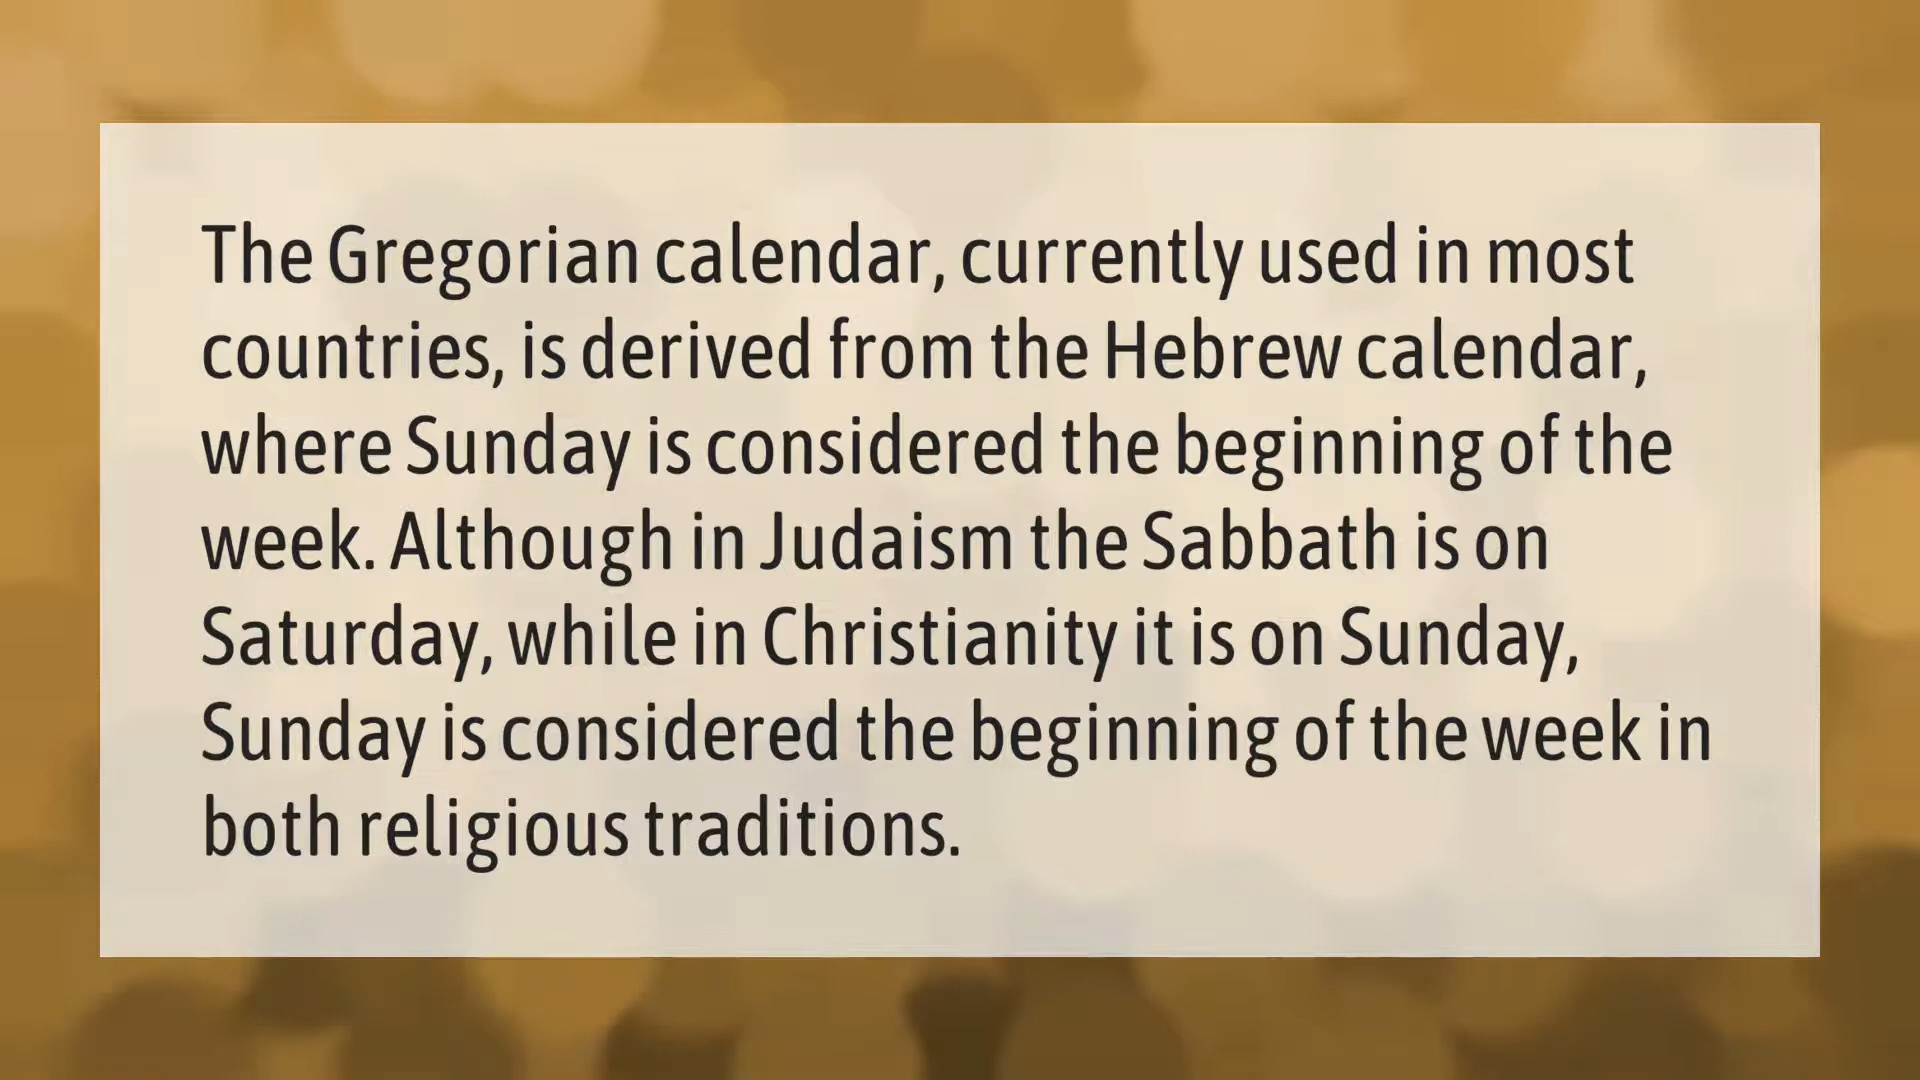 The Gregorian calendar, currently used in most
countries, is derived from the Hebrew calendar,
where Sunday is considered the beginning of the
week. Although in Judaism the Sabbath is on
Saturday, while in Christianity it is on Sunday,
Sunday is considered the beginning of the week in
both religious traditions.